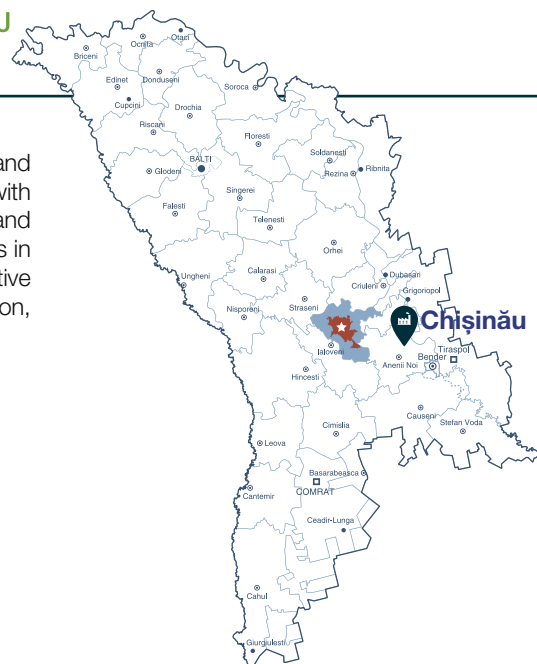 U
and
with
and
s in
tive
on,
Otaci
Ocnita
Briceni
Edinet
Donduseni
Soroca
Cupcini
Drochia
Riscani
Floresti
Soldanesti
BALTI
Ribnita
Rezina
Glodeni
Singerei
Falesti
Telenesti
Orhei
Calarasi
Dubasari
Ungheni
Criuleni
Grigoriopol
Straseni
Nisporeni
Chișinău
Ialoveni
Tiraspol
Anenii Noi
Bender
Hincesti
Causeni
Stefan Voda
Cimislia
Leova
Basarabeasca
Cantemir
COMRAT
Ceadir-Lunga
Cahul
Giurgiulesti